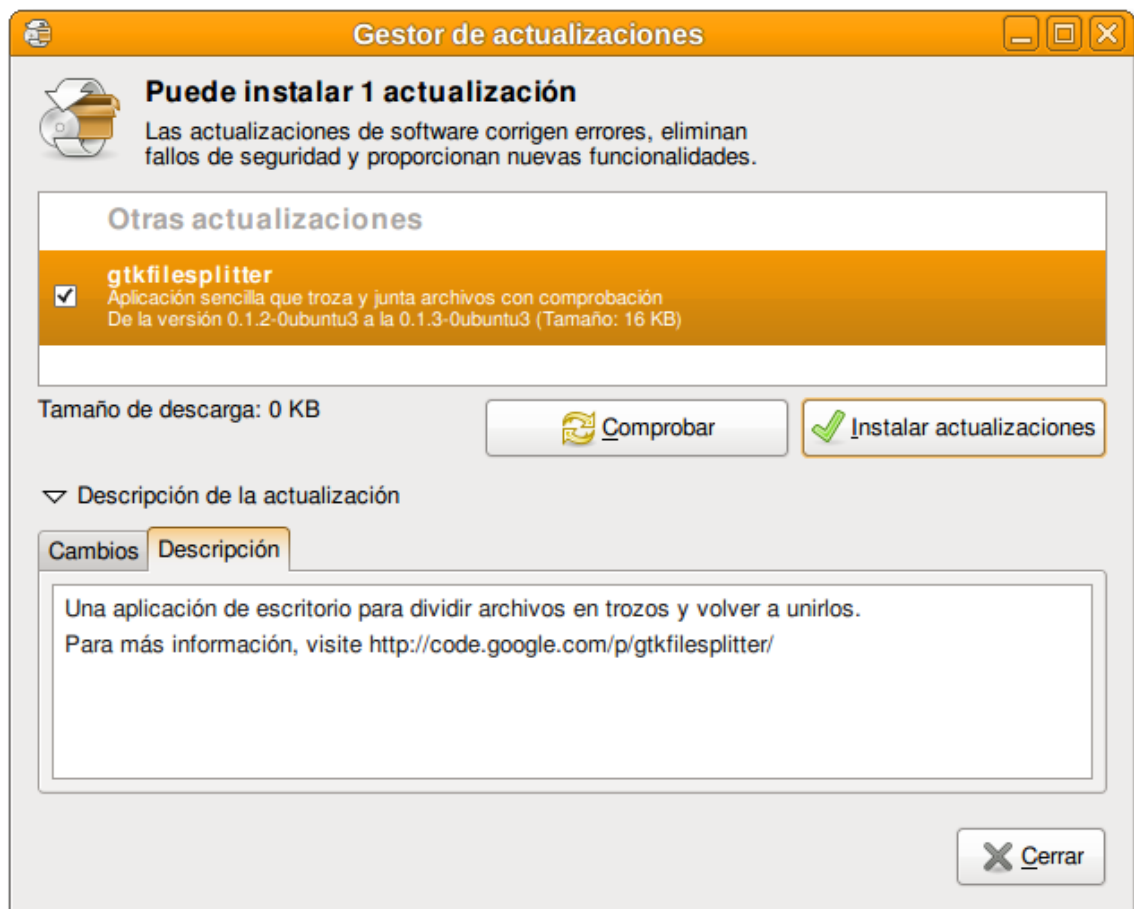 Gestor de actualizaciones
Puede instalar 1 actualización
Las actualizaciones de software corrigen errores, eliminan
fallos de seguridad y proporcionan nuevas funcionalidades.
Otras actualizaciones
gtkfilesplitter
Aplicación sencilla que troza y junta archivos con comprobación
De la versión 0.1.2-0ubuntu3 a la 0.1.3-0ubuntu3 (Tamaño: 16 KB)
Tamaño de descarga: 0 KB
Comprobar
Instalar actualizaciones
Descripción de la actualización
Cambios
Descripción
Una aplicación de escritorio para dividir archivos en trozos y volver a unirlos.
Para más información, visite http://code.google.com/p/gtkfilesplitter/
Cerrar